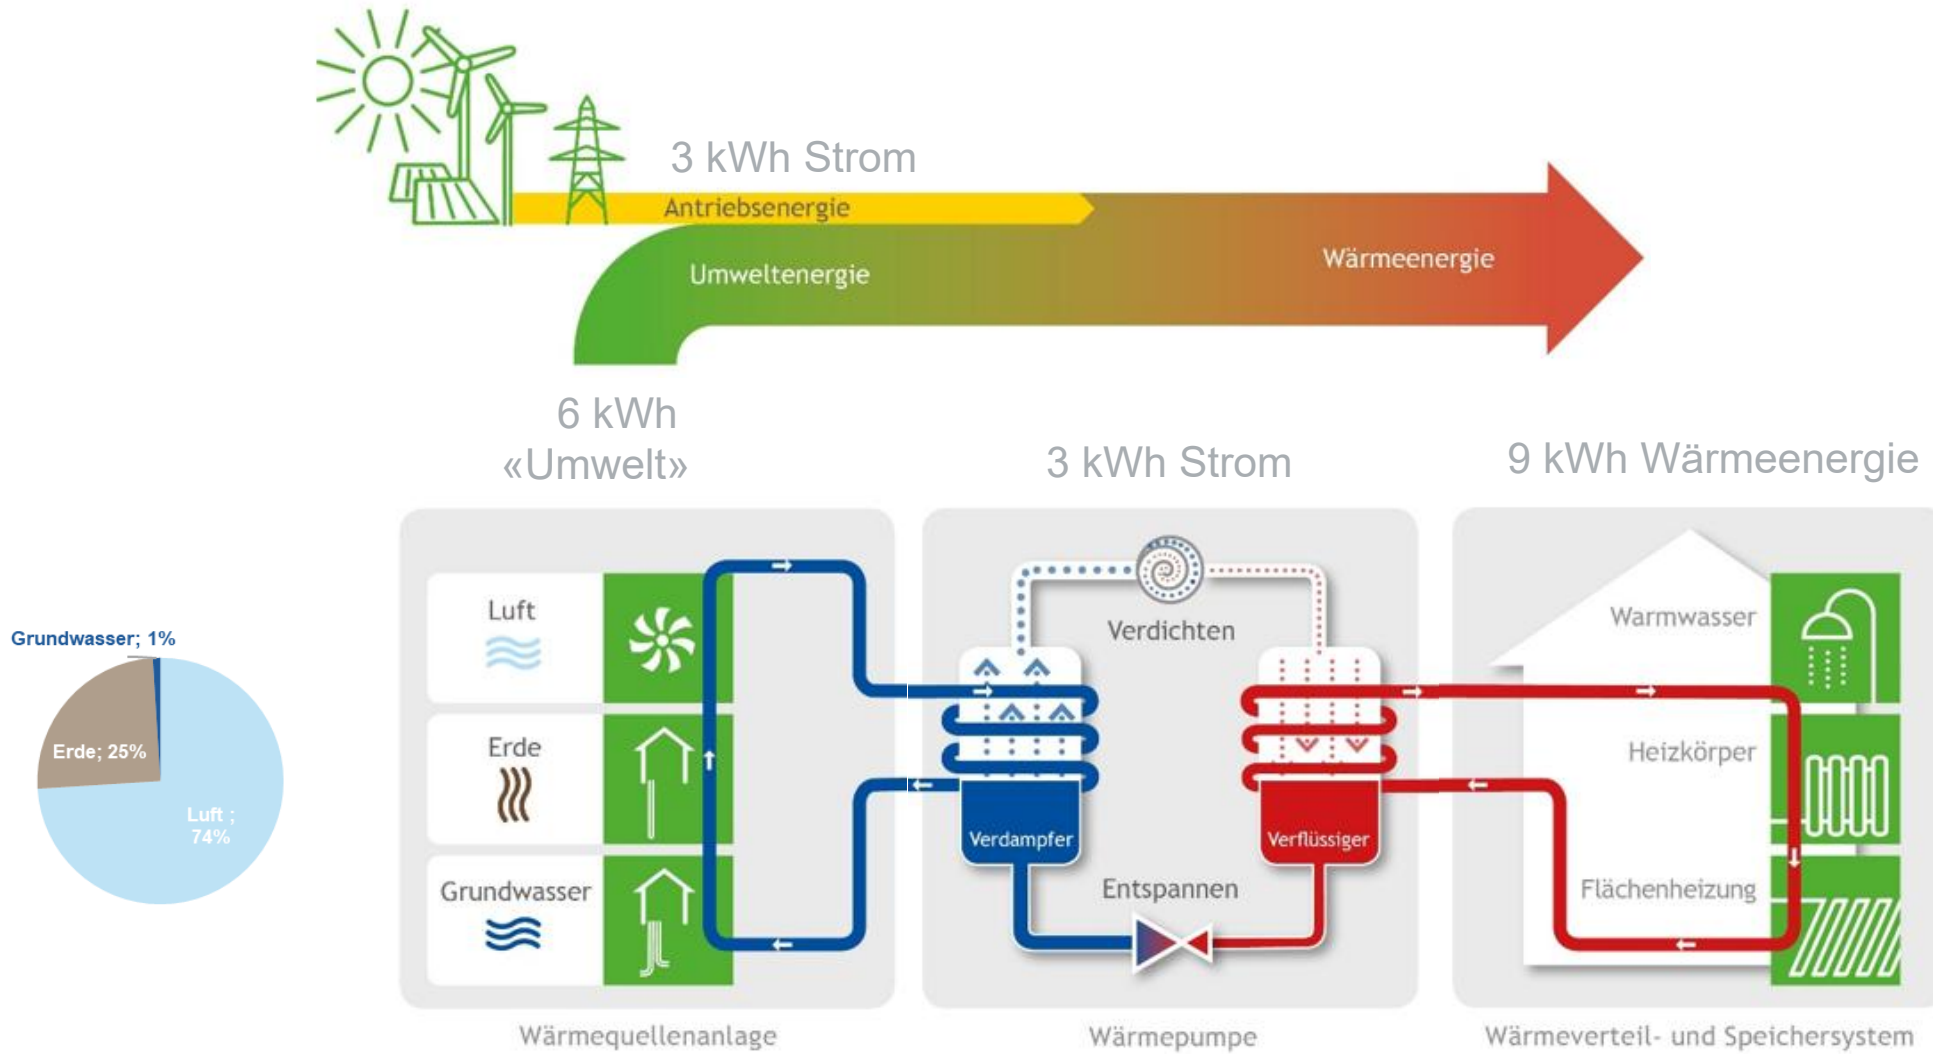 3 kWh Strom
Antriebsenergie
Umweltenergie
Wärmeenergie
6 kWh
«Umwelt»
3 kWh Strom
9 kWh Wärmeenergie
Grundwasser; 1%
Erde; 25%
Luft ;
74%
Luft
Erde
Grundwasser
Wärmequellenanlage
Verdichten
Verdampfer
Verflüssiger
Entspannen
Wärmepumpe
Warmwasser
Heizkörper
Flächenheizung
Wärmeverteil- und Speichersystem